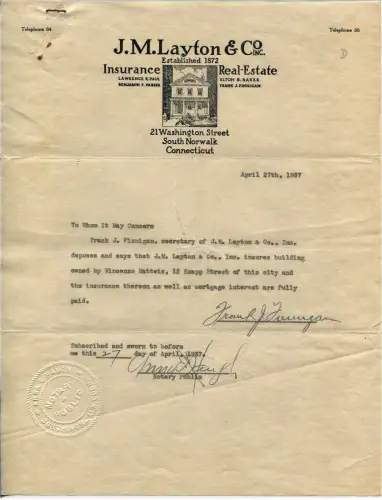 Telephone 84
Telephone 85
D
J.M.Layton & Co. INC.
Established 1872
Insurance Real-Estate
LAWRENCE E. PAUL
BENJAMIN F. PARKER
ELTON B. BAKER
FRANK J. FINNIGAN
21 Washington Street
South Norwalk
Connecticut
April 27th, 1937
To Whom It May Concern
Frank J. Finnigan, secretary of J.M. Layton & Co., Inc.
deposes and says that J.M. Layton & Co., Inc. insures building
owned by Vincenzo Matteis, 12 Knapp Street of this city and
the insurance thereon as well as mortgage interest are fully
paid.
Frank J. Finnigan
Subscribed and sworn to before
me this 27 day of April, 1937.
Notary Public
NOTARY
PUBLIC